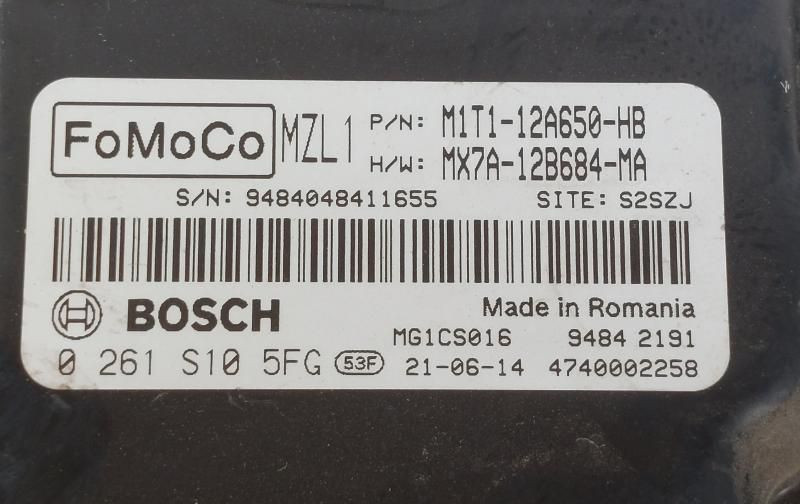 FoMoCo MZL1 P/N: M1T1-12A650-HB
H/W: MX7A-12B684-MA
S/N: 9484048411655 SITE: S2SZJ
BOSCH Made in Romania
MG1CS016 9484 2191
0 261 S10 5FG 53F 21-06-14 4740002258